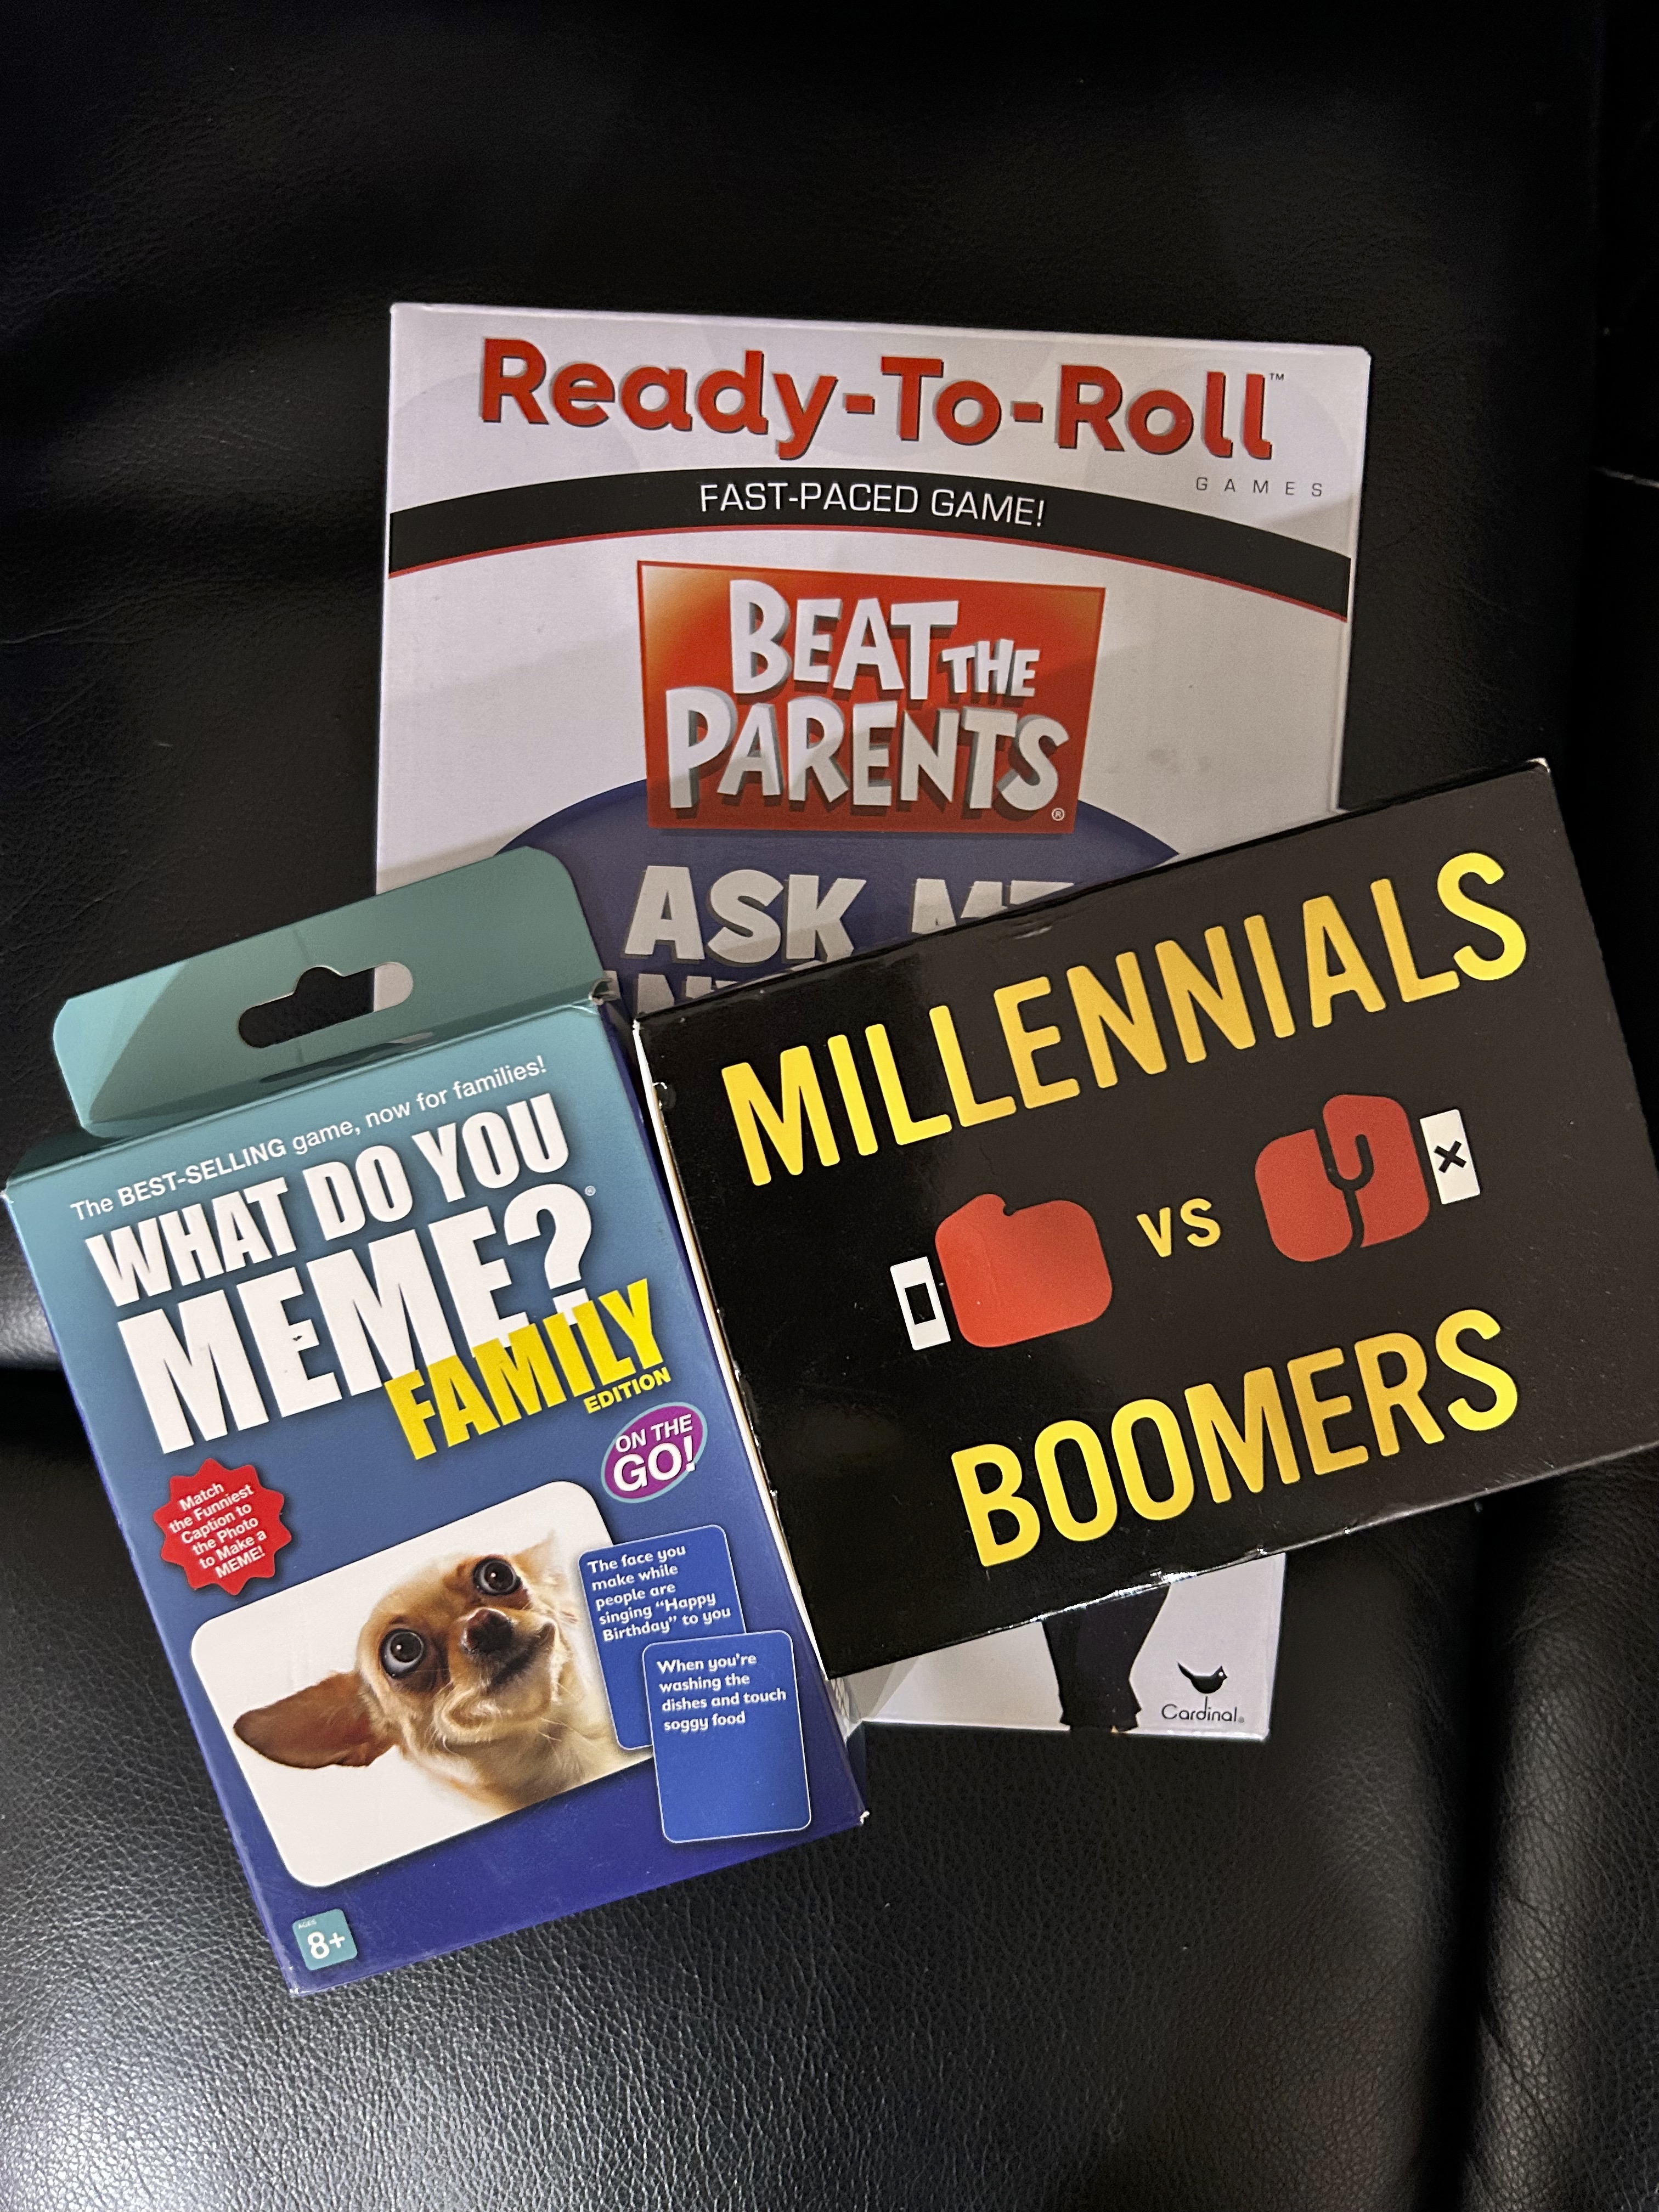 Ready-To-Roll™
GAMES
FAST-PACED GAME!
BEAT THE
PARENTS®
ASK
MILLENNIALS
VS
BOOMERS
The BEST-SELLING game, now for families!
WHAT DO YOU
MEME?®
FAMILY
EDITION
ON THE
GO!
Match
the Funniest
Caption to
the Photo
to Make a
MEME!
The face you
make while
people are
singing “Happy
Birthday” to you
When you're
washing the
dishes and touch
soggy food
AGES
8+
Cardinal®